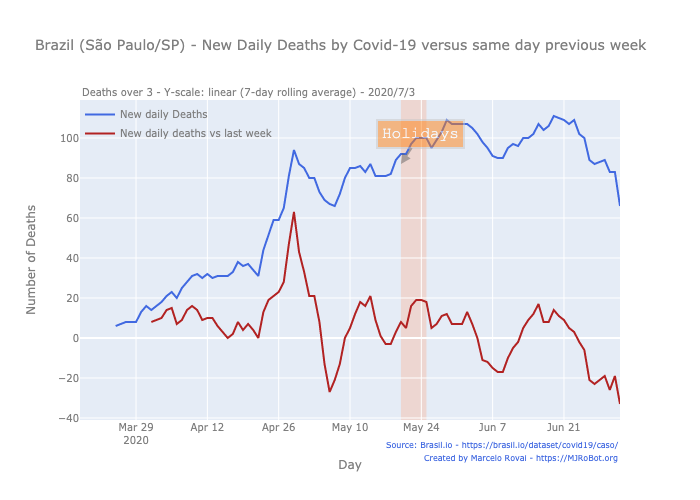 Brazil (São Paulo/SP) - New Daily Deaths by Covid-19 versus same day previous week
Deaths over 3 - Y-scale: linear (7-day rolling average) - 2020/7/3
New daily Deaths
New daily deaths vs last week
Holidays
Number of Deaths
100
80
60
40
20
0
−20
−40
Mar 29
2020
Apr 12
Apr 26
May 10
May 24
Jun 7
Jun 21
Day
Source: Brasil.io - https://brasil.io/dataset/covid19/caso/
Created by Marcelo Rovai - https://MJRoBot.org